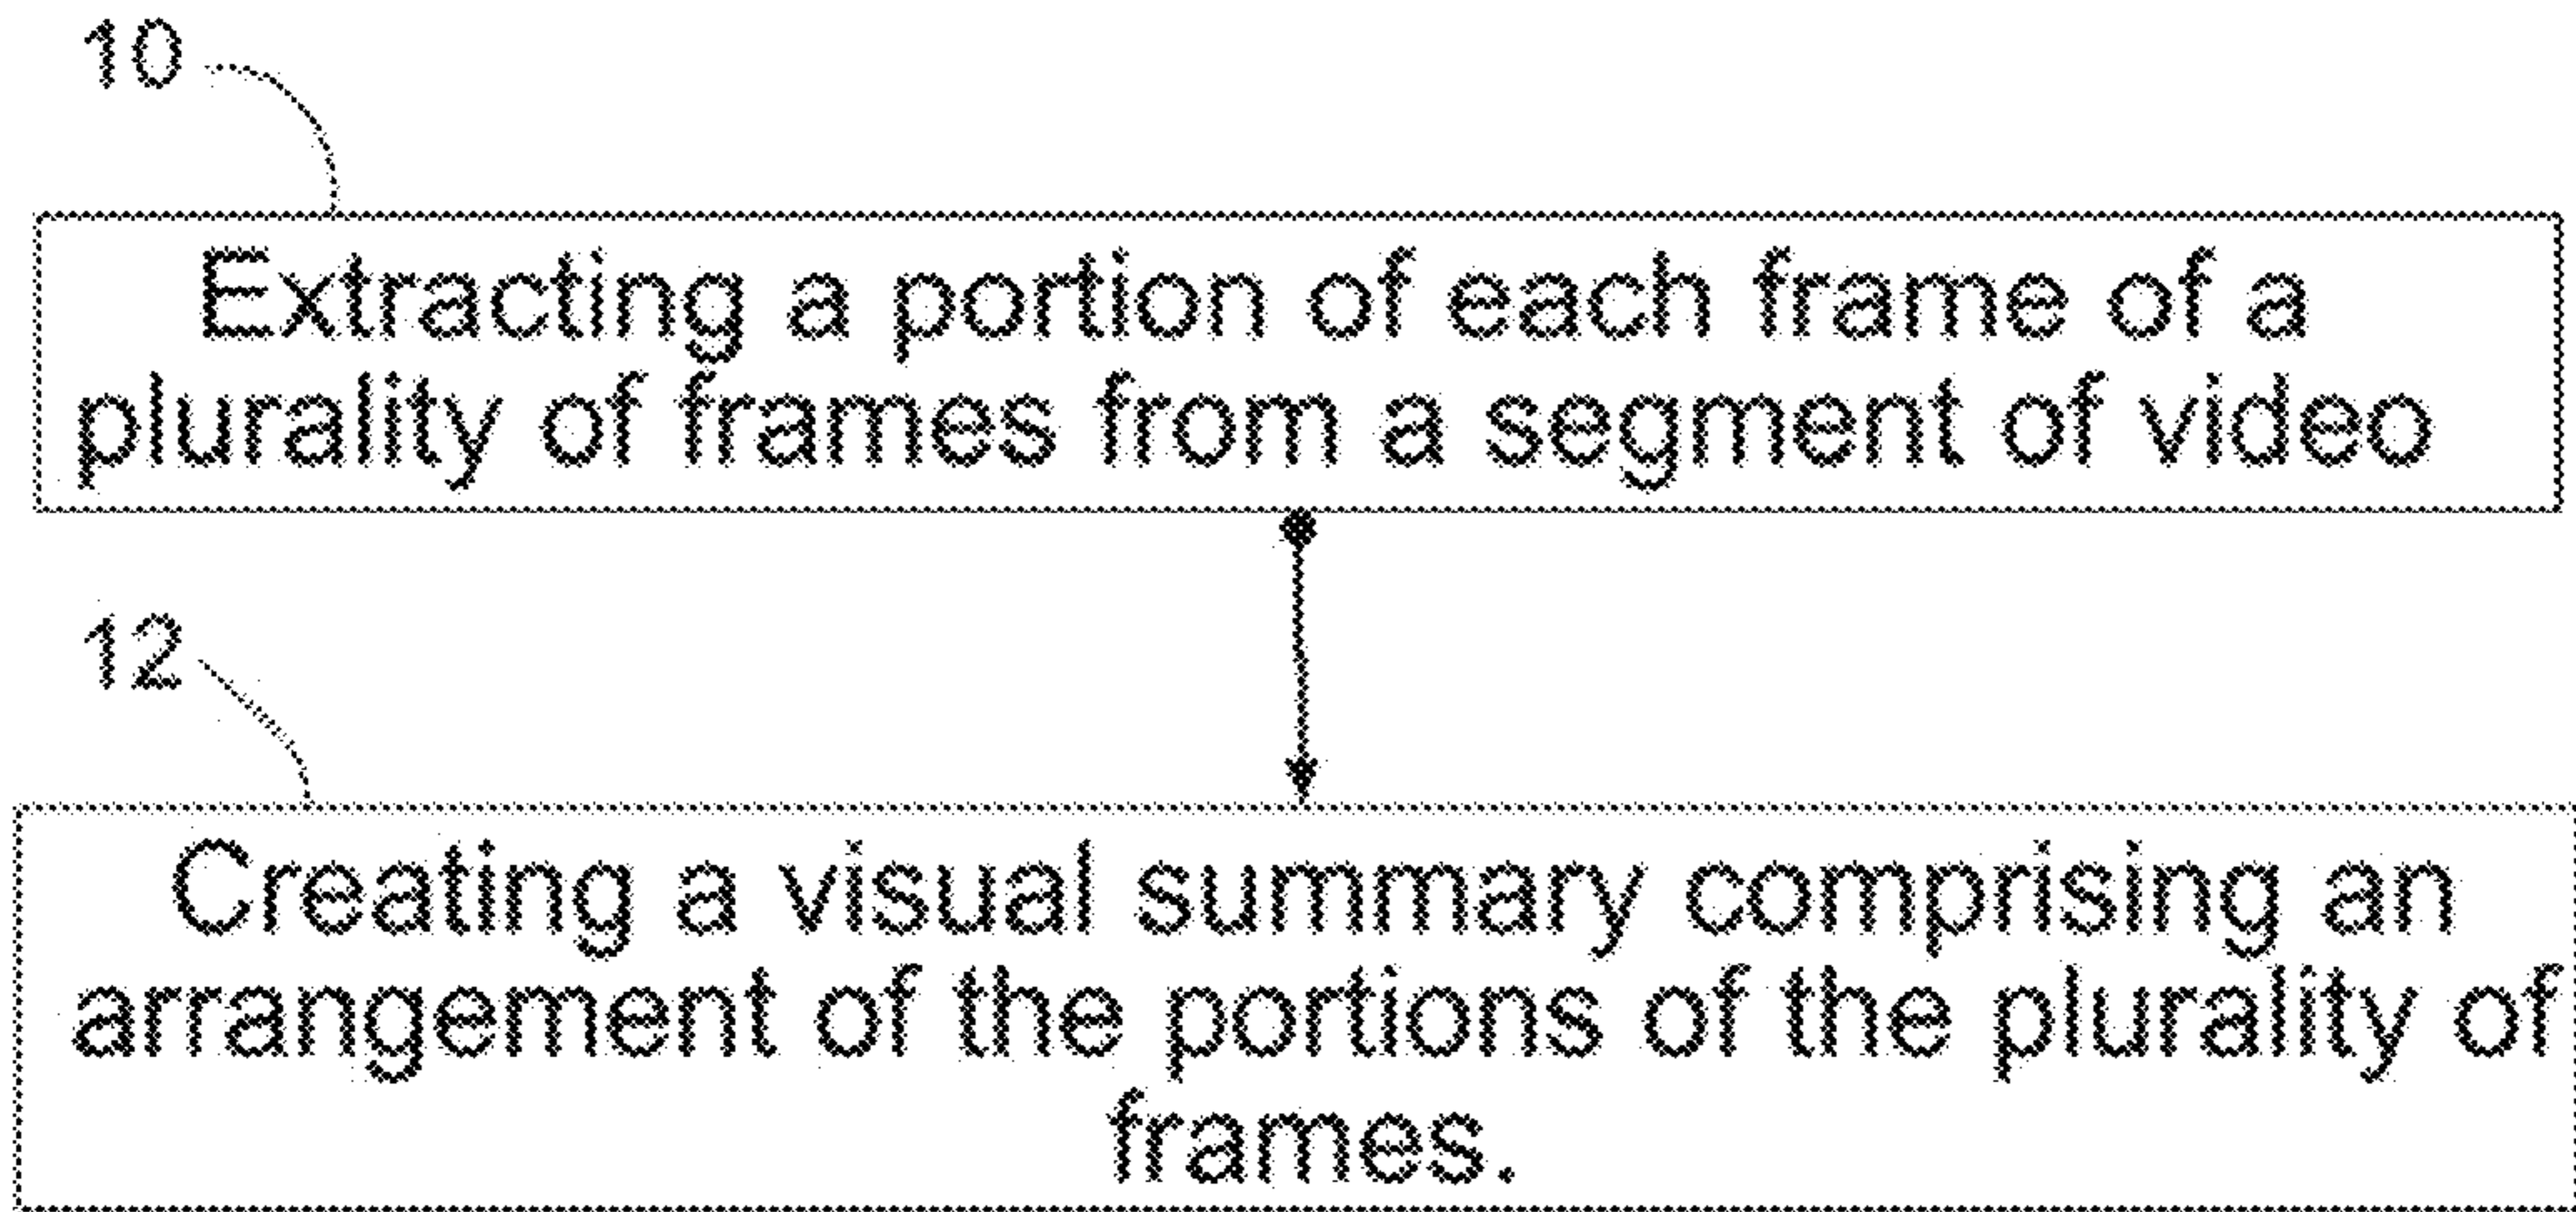 10
Extracting a portion of each frame of a
plurality of frames from a segment of video
12
Creating a visual summary comprising an
arrangement of the portions of the plurality of
frames.